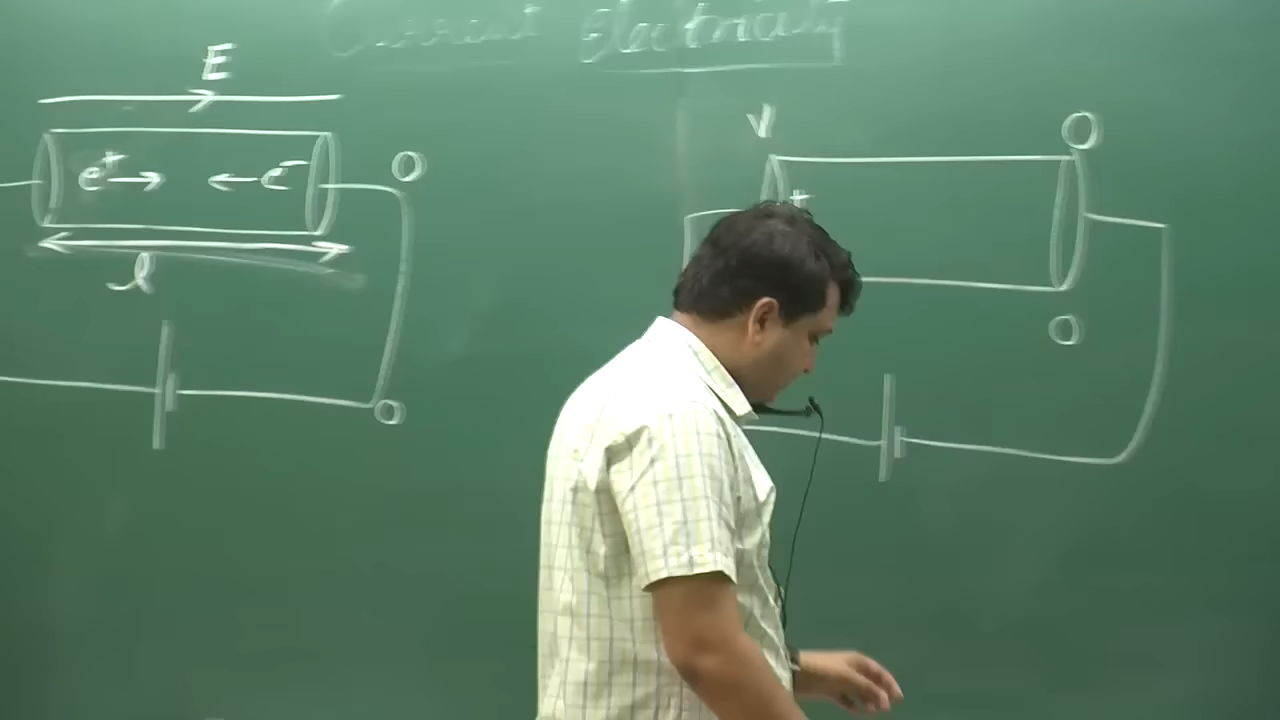 Current Electricity
E
e+ e-
O
l
O
V
O
+
O